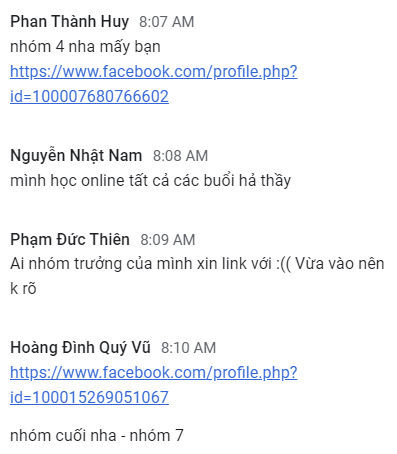 Phan Thành Huy 8:07 AM
nhóm 4 nha mấy bạn
https://www.facebook.com/profile.php?
id=100007680766602
Nguyễn Nhật Nam 8:08 AM
mình học online tất cả các buổi hả thầy
Phạm Đức Thiên 8:09 AM
Ai nhóm trưởng của mình xin link với :(( Vừa vào nên
k rõ
Hoàng Đình Quý Vũ 8:10 AM
https://www.facebook.com/profile.php?
id=100015269051067
nhóm cuối nha - nhóm 7